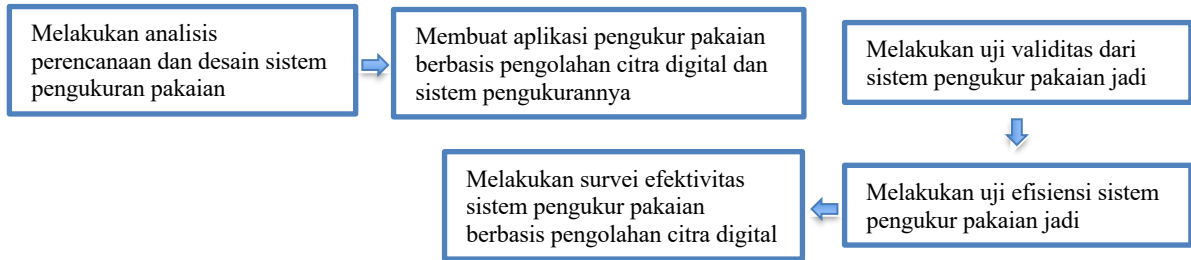 Melakukan analisis
perencanaan dan desain sistem
pengukuran pakaian
Membuat aplikasi pengukur pakaian
berbasis pengolahan citra digital dan
sistem pengukurannya
Melakukan uji validitas dari
sistem pengukur pakaian jadi
Melakukan uji efisiensi sistem
pengukur pakaian jadi
Melakukan survei efektivitas
sistem pengukur pakaian
berbasis pengolahan citra digital